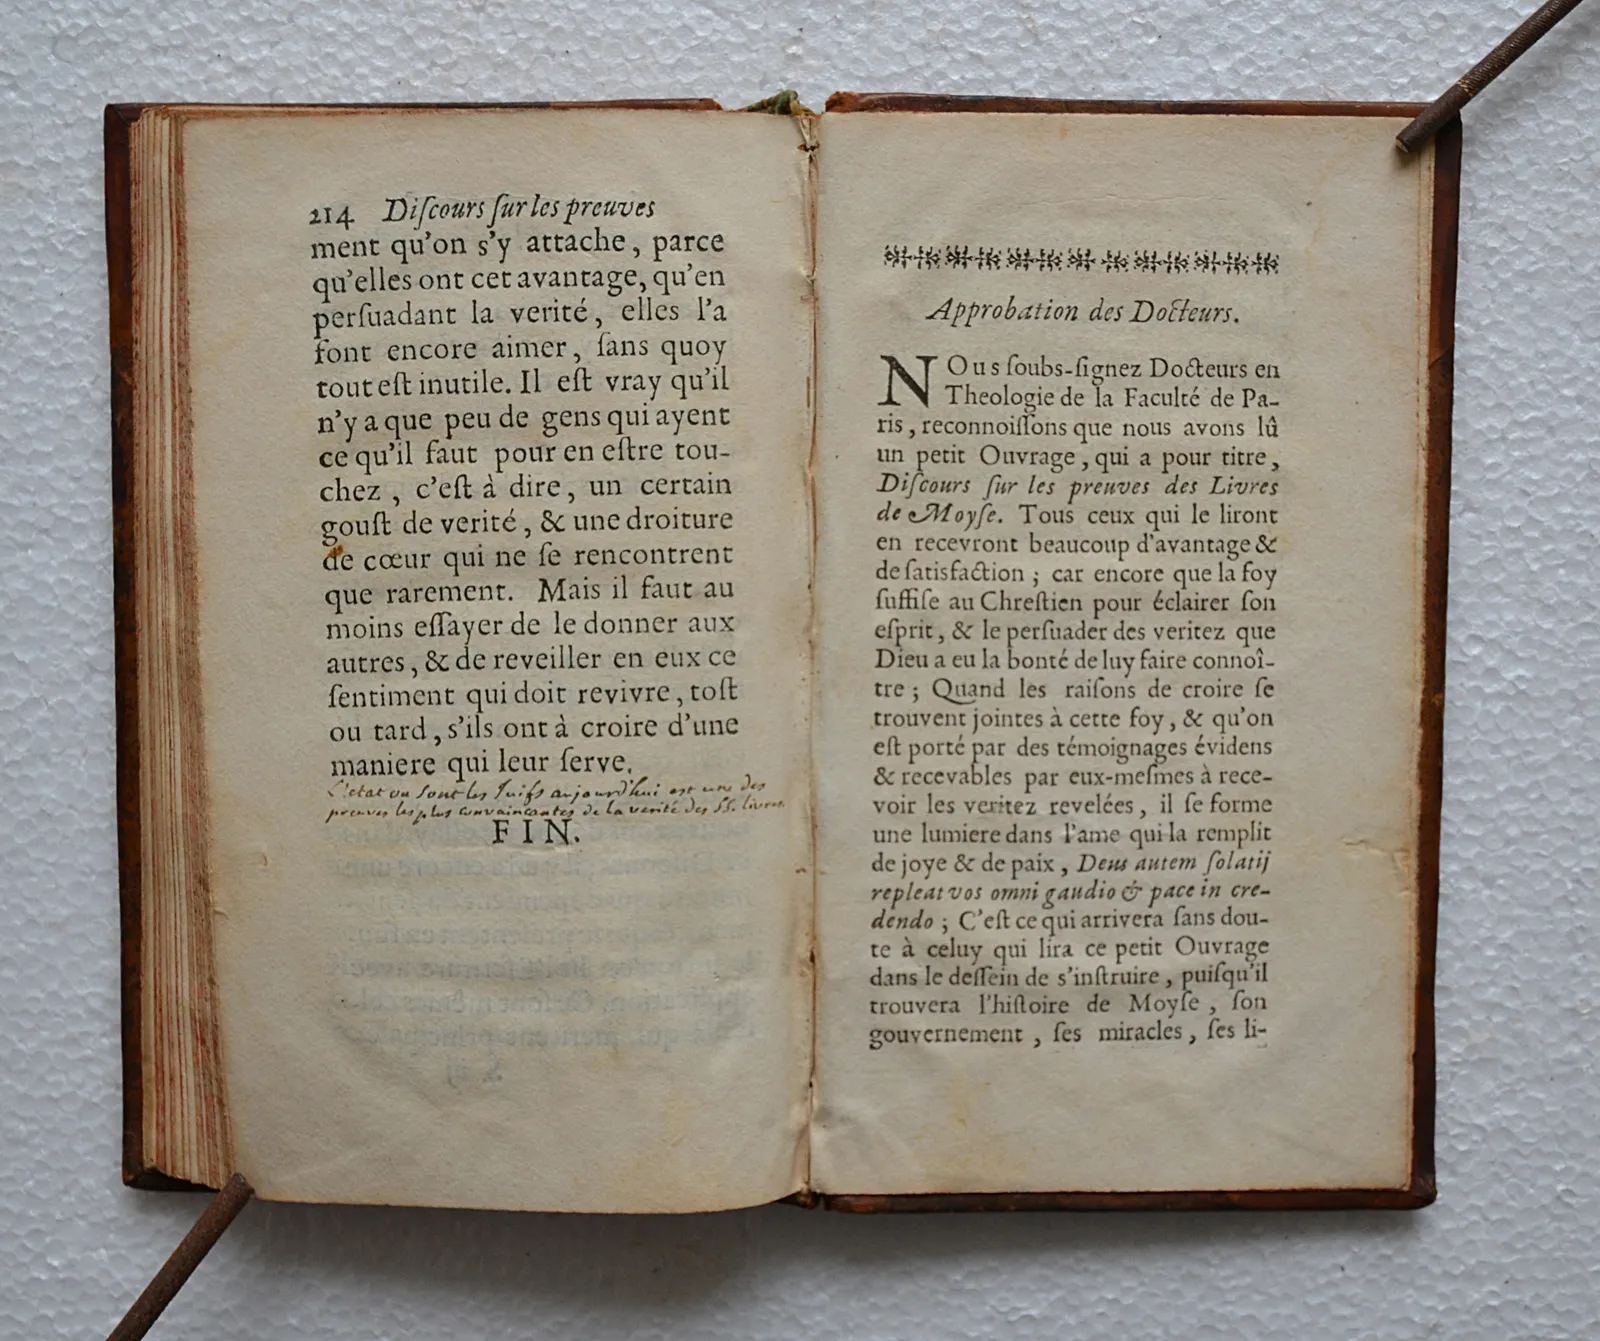 214 Diſcours ſur les preuves
ment qu'on s'y attache, parce
qu'elles ont cet avantage, qu'en
perſuadant la verité, elles l'a
font encore aimer, ſans quoy
tout eſt inutile. Il eſt vray qu'il
n'y a que peu de gens qui ayent
ce qu'il faut pour en eſtre tou-
chez, c'eſt à dire, un certain
gouſt de verité, & une droiture
de cœur qui ne ſe rencontrent
que rarement. Mais il faut au
moins eſſayer de le donner aux
autres, & de reveiller en eux ce
ſentiment qui doit revivre, toſt
ou tard, s'ils ont à croire d'une
maniere qui leur ſerve.
L'etat ou sont les Juifs aujourd'hui est une des
preuves les plus convaincantes de la verité des SS. livres.
FIN.
Approbation des Docteurs.
NOus ſoubs-ſignez Docteurs en
Theologie de la Faculté de Pa-
ris, reconnoiſſons que nous avons lû
un petit Ouvrage, qui a pour titre,
Diſcours ſur les preuves des Livres
de Moyſe. Tous ceux qui le liront
en recevront beaucoup d'avantage &
de ſatisfaction ; car encore que la foy
ſuffiſe au Chreſtien pour éclairer ſon
eſprit, & le perſuader des veritez que
Dieu a eu la bonté de luy faire connoî-
tre ; Quand les raiſons de croire ſe
trouvent jointes à cette foy, & qu'on
eſt porté par des témoignages évidens
& recevables par eux-meſmes à rece-
voir les veritez revelées, il ſe forme
une lumiere dans l'ame qui la remplit
de joye & de paix, Deus autem ſolatij
repleat vos omni gaudio & pace in cre-
dendo ; C'eſt ce qui arrivera ſans dou-
te à celuy qui lira ce petit Ouvrage
dans le deſſein de s'inſtruire, puiſqu'il
trouvera l'hiſtoire de Moyſe, ſon
gouvernement, ſes miracles, ſes li-